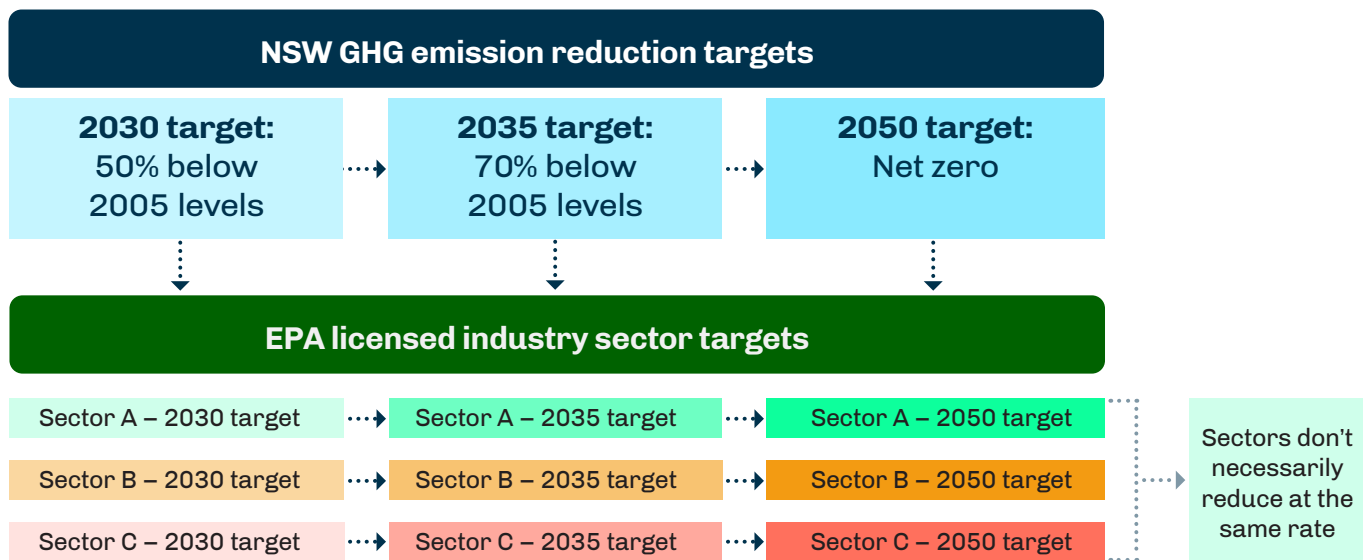 NSW GHG emission reduction targets
2030 target:
50% below
2005 levels
2035 target:
70% below
2005 levels
2050 target:
Net zero
EPA licensed industry sector targets
Sector A – 2030 target
Sector A – 2035 target
Sector A – 2050 target
Sector B – 2030 target
Sector B – 2035 target
Sector B – 2050 target
Sector C – 2030 target
Sector C – 2035 target
Sector C – 2050 target
Sectors don't
necessarily
reduce at the
same rate